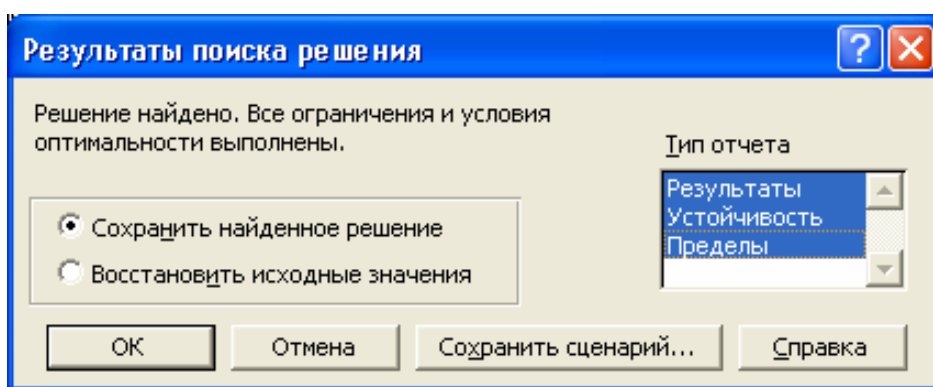 Результаты поиска решения
Решение найдено. Все ограничения и условия
оптимальности выполнены.
Тип отчета
Результаты
Устойчивость
Пределы
Сохранить найденное решение
Восстановить исходные значения
ОК
Отмена
Сохранить сценарий...
Справка